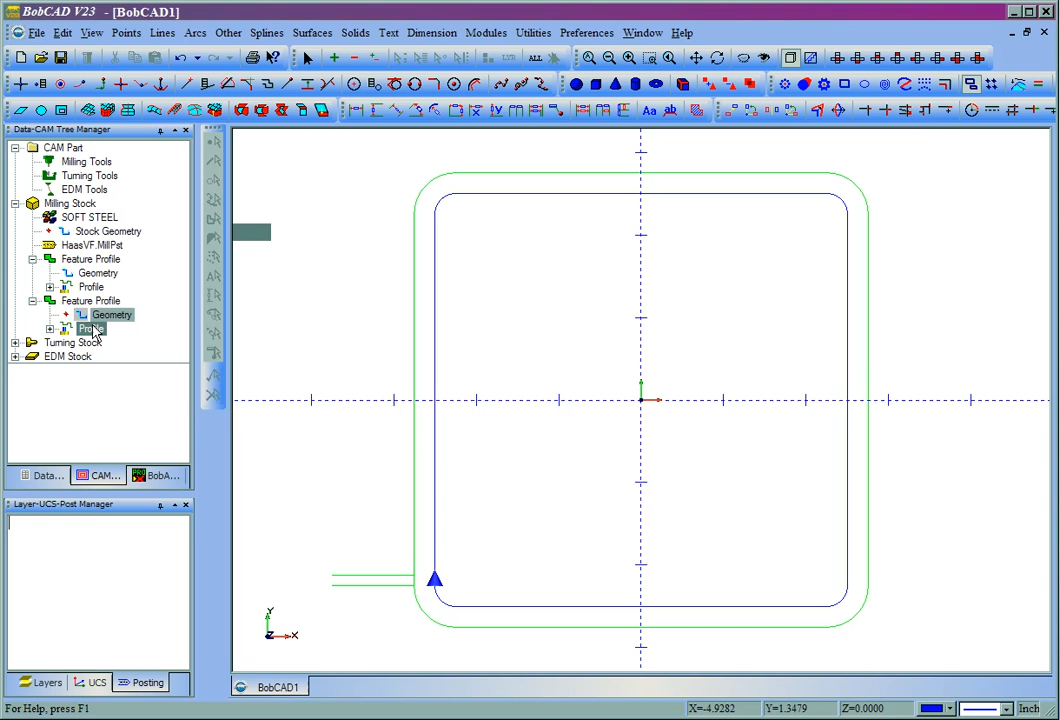 BobCAD V23 - [BobCAD1]
File Edit View Points Lines Arcs Other Splines Surfaces Solids Text Dimension Modules Utilities Preferences Window Help
ALL
Aa ab
Data-CAM Tree Manager
CAM Part
Milling Tools
Turning Tools
EDM Tools
Milling Stock
SOFT STEEL
Stock Geometry
HaasVF.MillPst
Feature Profile
Geometry
Profile
Feature Profile
Geometry
Turning Stock
EDM Stock
Data... CAM... BobA...
Layer-UCS-Post Manager
Layers UCS Posting
Y
Z X
BobCAD1
For Help, press F1 X=-4.9282 Y=1.3479 Z=0.0000 Inch